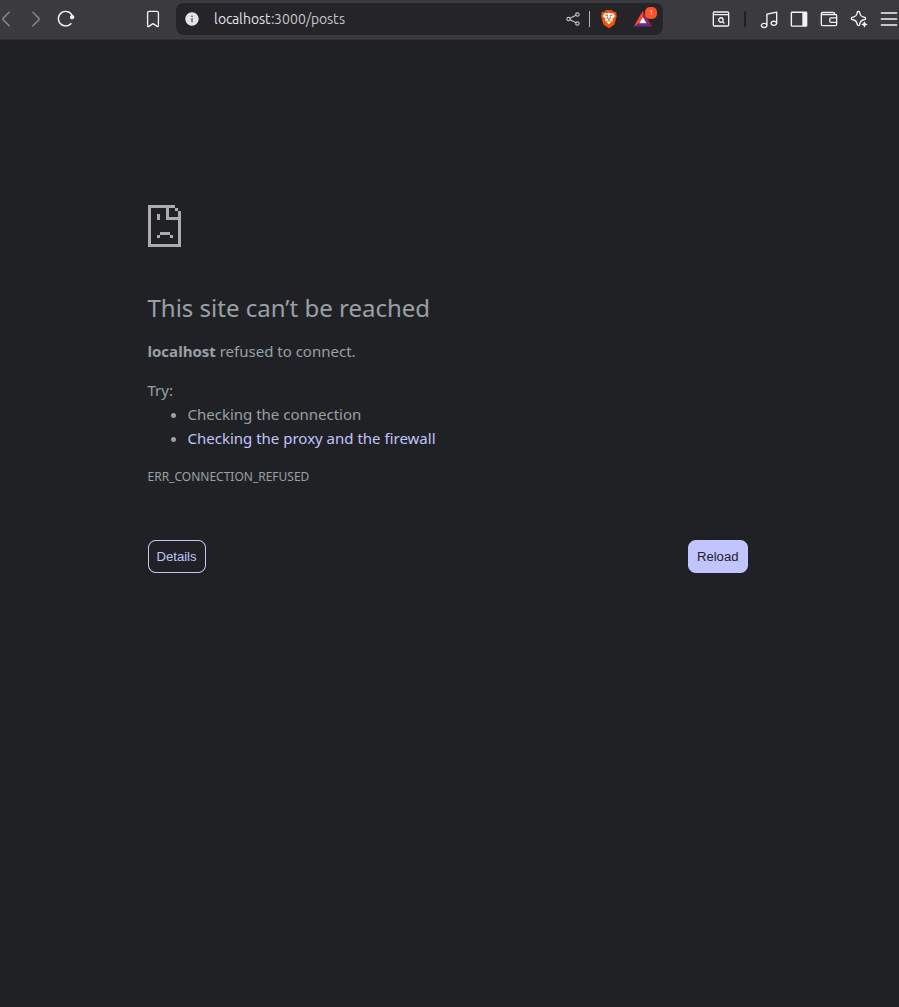 localhost:3000/posts
1
This site can’t be reached
localhost refused to connect.
Try:
• Checking the connection
• Checking the proxy and the firewall
ERR_CONNECTION_REFUSED
Details
Reload